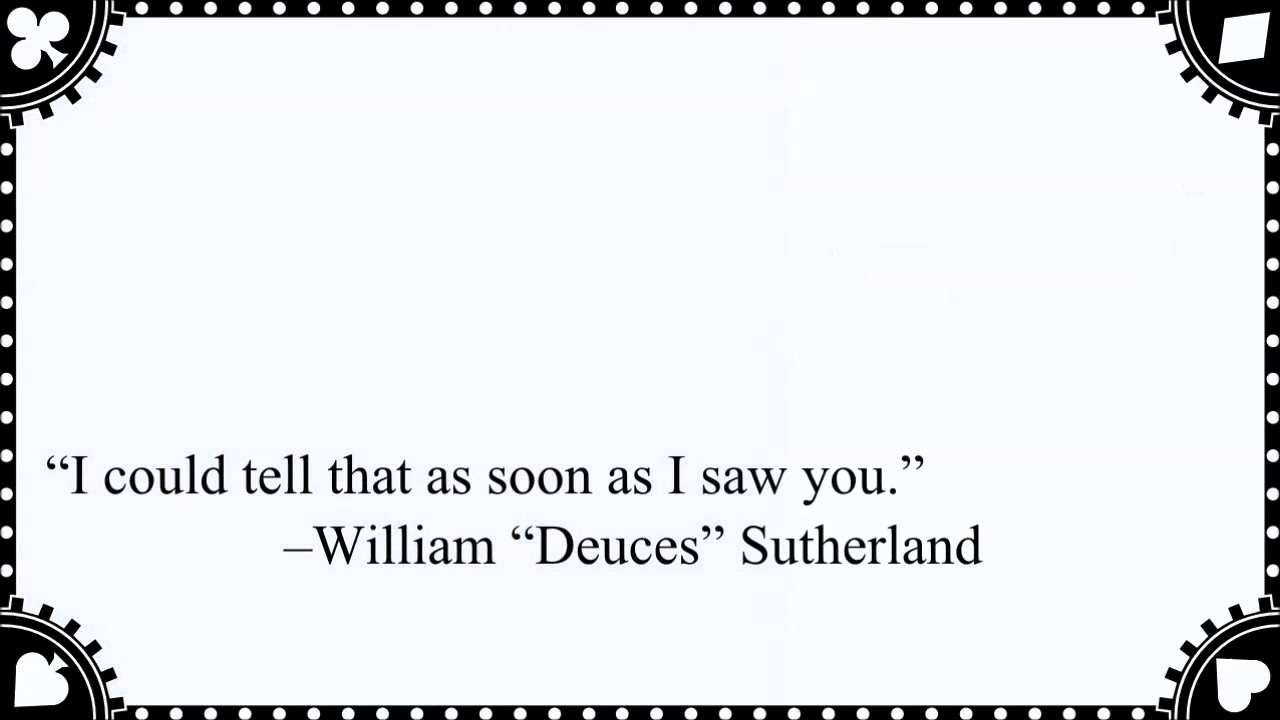 “I could tell that as soon as I saw you.”
–William “Deuces” Sutherland